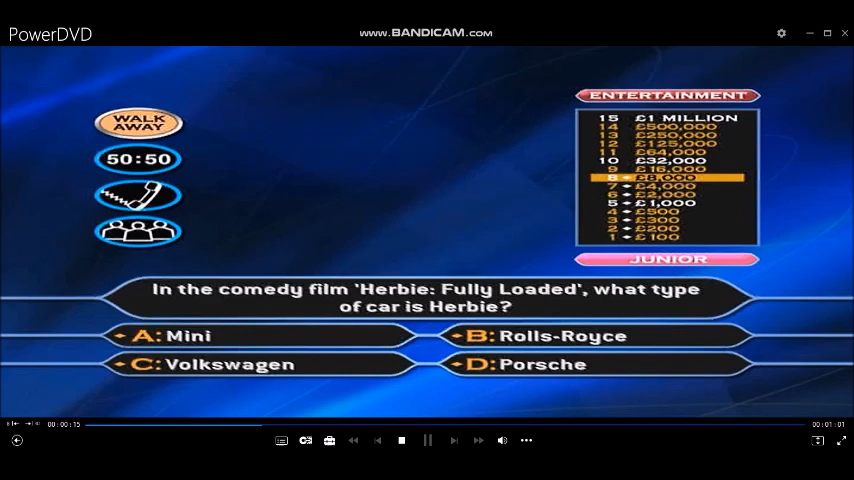 PowerDVD
www.BANDICAM.com
WALK AWAY
50:50
ENTERTAINMENT
15 £1 MILLION
14 £500,000
13 £250,000
12 £125,000
11 £64,000
10 £32,000
9 £16,000
8 £8,000
7 £4,000
6 £2,000
5 £1,000
4 £500
3 £300
2 £200
1 £100
JUNIOR
In the comedy film 'Herbie: Fully Loaded', what type
of car is Herbie?
A: Mini
B: Rolls-Royce
C: Volkswagen
D: Porsche
00:00:15
00:01:01